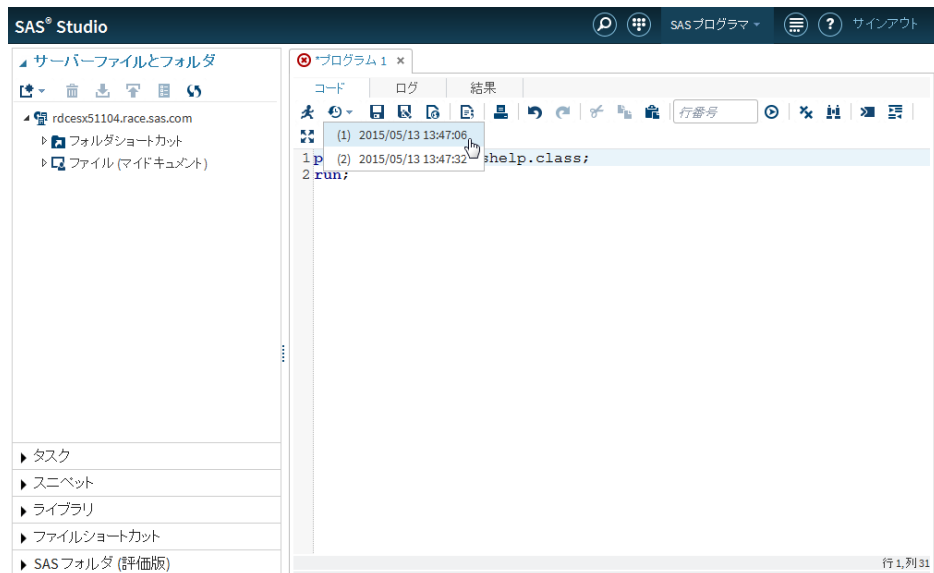 SAS® Studio
SASプログラマ
サインアウト
サーバーファイルとフォルダ
rdcesx51104.race.sas.com
フォルダショートカット
ファイル (マイドキュメント)
タスク
スニペット
ライブラリ
ファイルショートカット
SAS フォルダ (評価版)
*プログラム 1
コード ログ 結果
行番号
(1) 2015/05/13 13:47:06
(2) 2015/05/13 13:47:32
1 p shelp.class;
2 run;
行 1,列 31